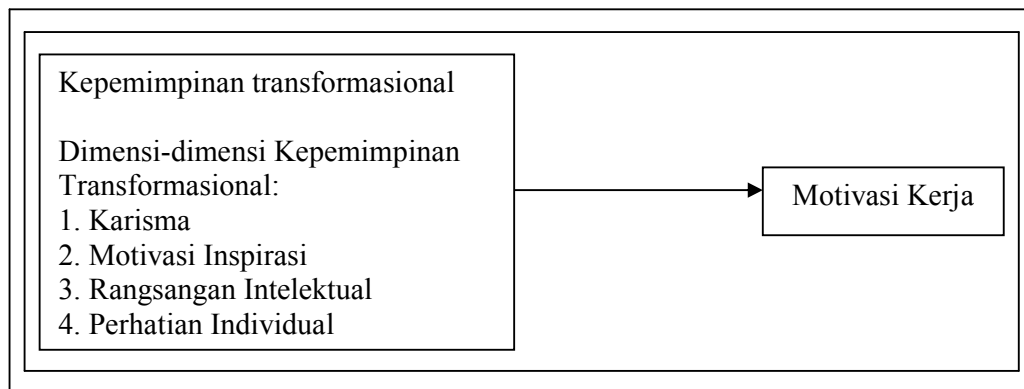 Kepemimpinan transformasional
Dimensi-dimensi Kepemimpinan
Transformasional:
1. Karisma
2. Motivasi Inspirasi
3. Rangsangan Intelektual
4. Perhatian Individual
Motivasi Kerja